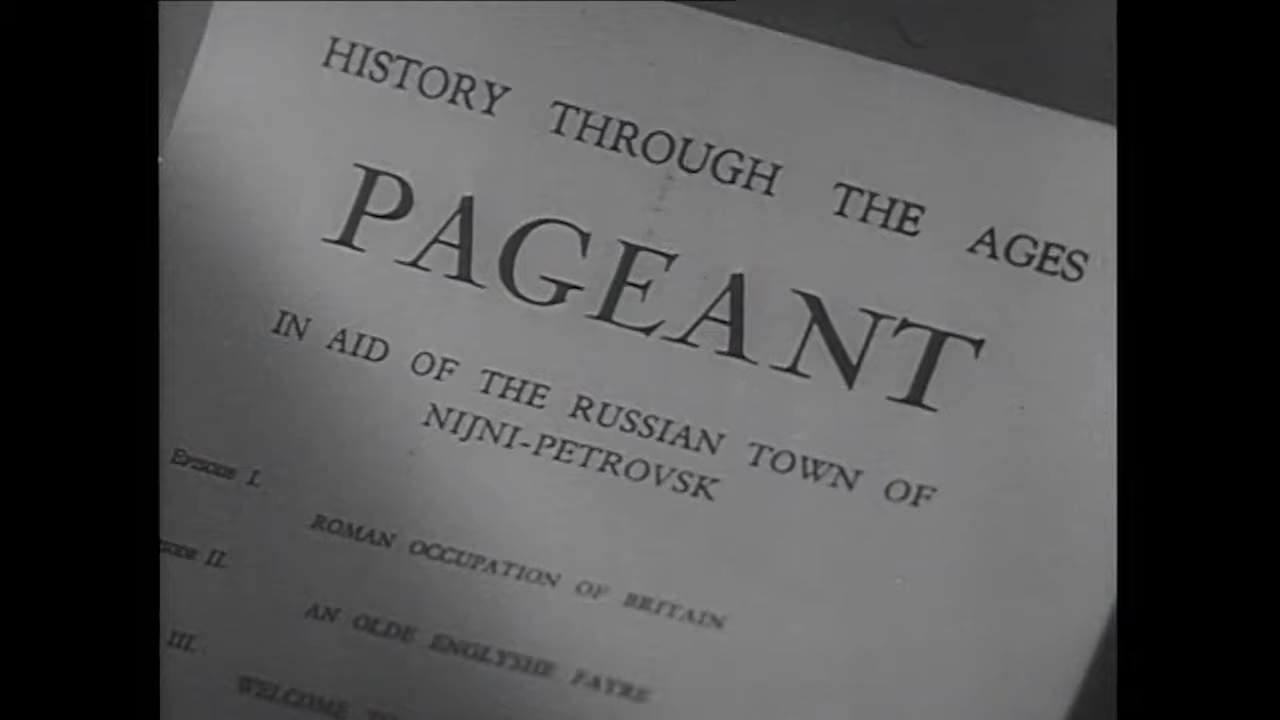 HISTORY THROUGH THE AGES
PAGEANT
IN AID OF THE RUSSIAN TOWN OF
NIJNI-PETROVSK
EPISODE I.
ROMAN OCCUPATION OF BRITAIN
II.
AN OLDE ENGLYSHE FAYRE
III.
WELCOME